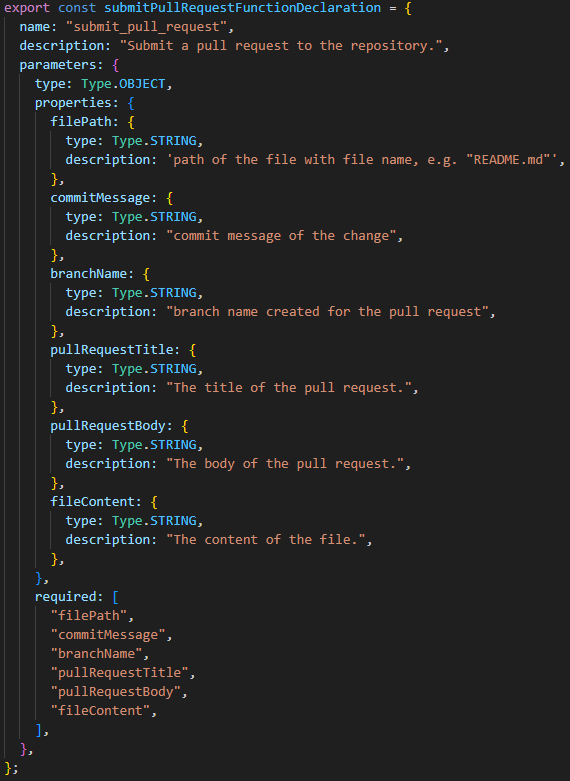 export const submitPullRequestFunctionDeclaration = {
  name: "submit_pull_request",
  description: "Submit a pull request to the repository.",
  parameters: {
    type: Type.OBJECT,
    properties: {
      filePath: {
        type: Type.STRING,
        description: 'path of the file with file name, e.g. "README.md"',
      },
      commitMessage: {
        type: Type.STRING,
        description: "commit message of the change",
      },
      branchName: {
        type: Type.STRING,
        description: "branch name created for the pull request",
      },
      pullRequestTitle: {
        type: Type.STRING,
        description: "The title of the pull request.",
      },
      pullRequestBody: {
        type: Type.STRING,
        description: "The body of the pull request.",
      },
      fileContent: {
        type: Type.STRING,
        description: "The content of the file.",
      },
    },
    required: [
      "filePath",
      "commitMessage",
      "branchName",
      "pullRequestTitle",
      "pullRequestBody",
      "fileContent",
    ],
  },
};